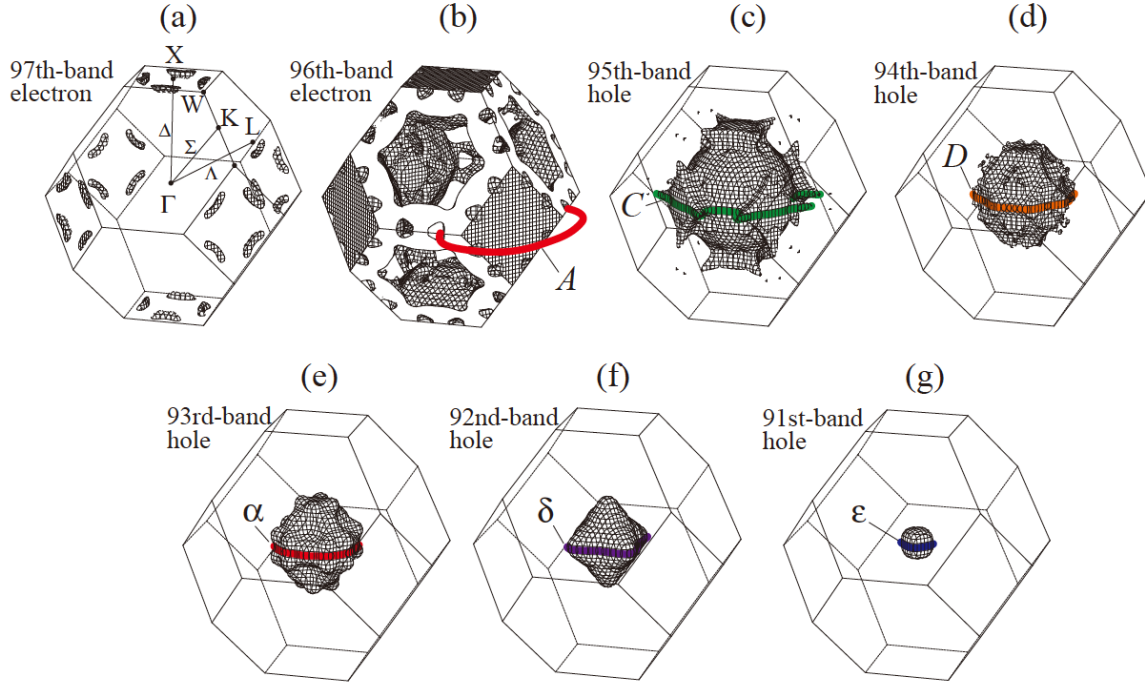 (a)
97th-band
electron
X
W
K
L
Δ
Σ
Λ
Γ
(b)
96th-band
electron
A
(c)
95th-band
hole
C
(d)
94th-band
hole
D
(e)
93rd-band
hole
α
(f)
92nd-band
hole
δ
(g)
91st-band
hole
ε